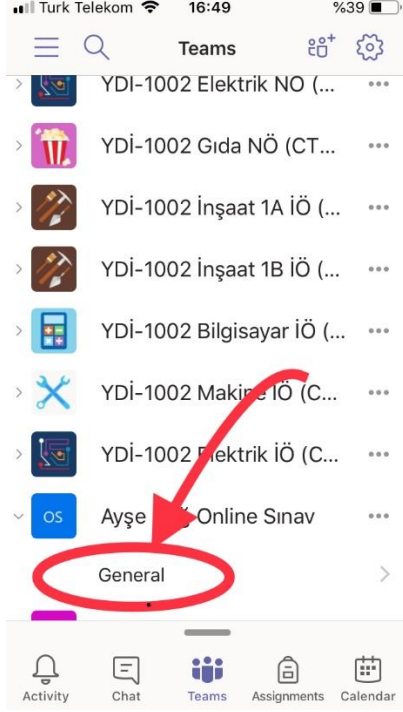 Turk Telekom 16:49 %39
Teams
YDİ-1002 Elektrik NÖ (...
YDİ-1002 Gıda NÖ (CT...
YDİ-1002 İnşaat 1A İÖ (...
YDİ-1002 İnşaat 1B İÖ (...
YDİ-1002 Bilgisayar İÖ (...
YDİ-1002 Makine İÖ (C...
YDİ-1002 Elektrik İÖ (C...
OS Ayşe Online Sınav
General
Activity Chat Teams Assignments Calendar